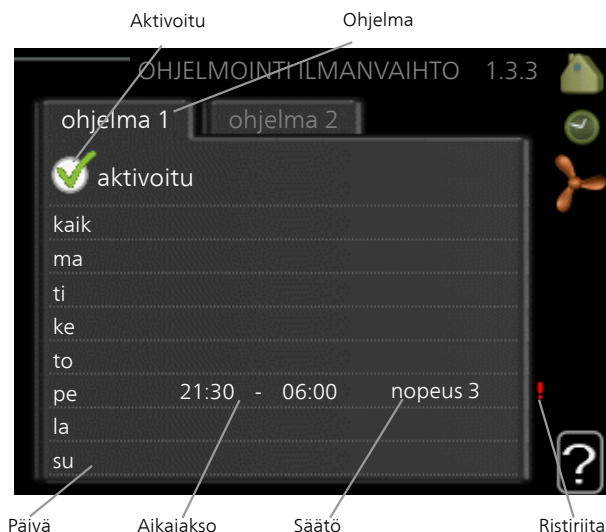 Aktivoitu Ohjelma
OHJELMOINTI ILMANVAIHTO 1.3.3
ohjelma 1 ohjelma 2
aktivoitu
kaik
ma
ti
ke
to
pe 21:30 - 06:00 nopeus 3 !
la
su
?
Päivä Aikajakso Säätö Ristiriita